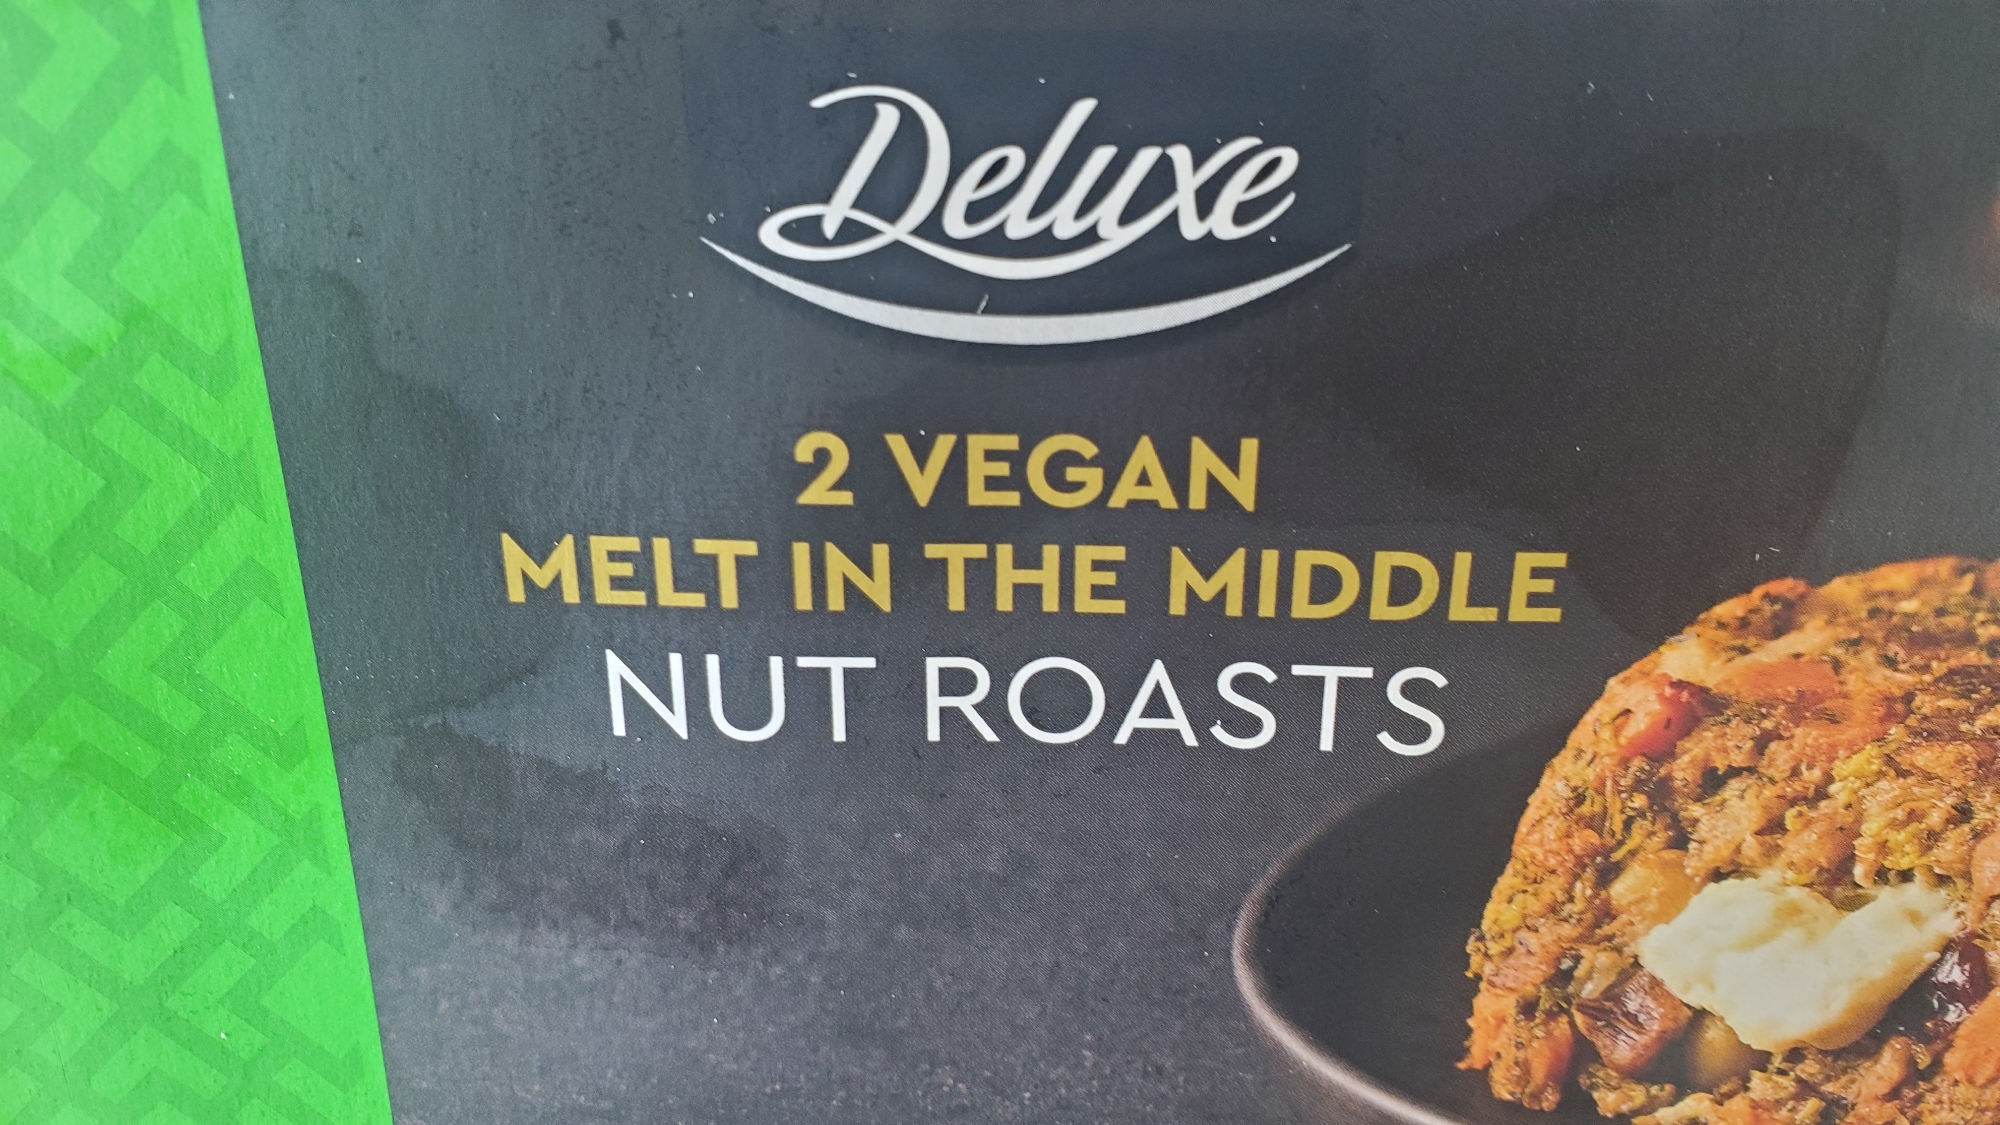 Deluxe
2 VEGAN
MELT IN THE MIDDLE
NUT ROASTS